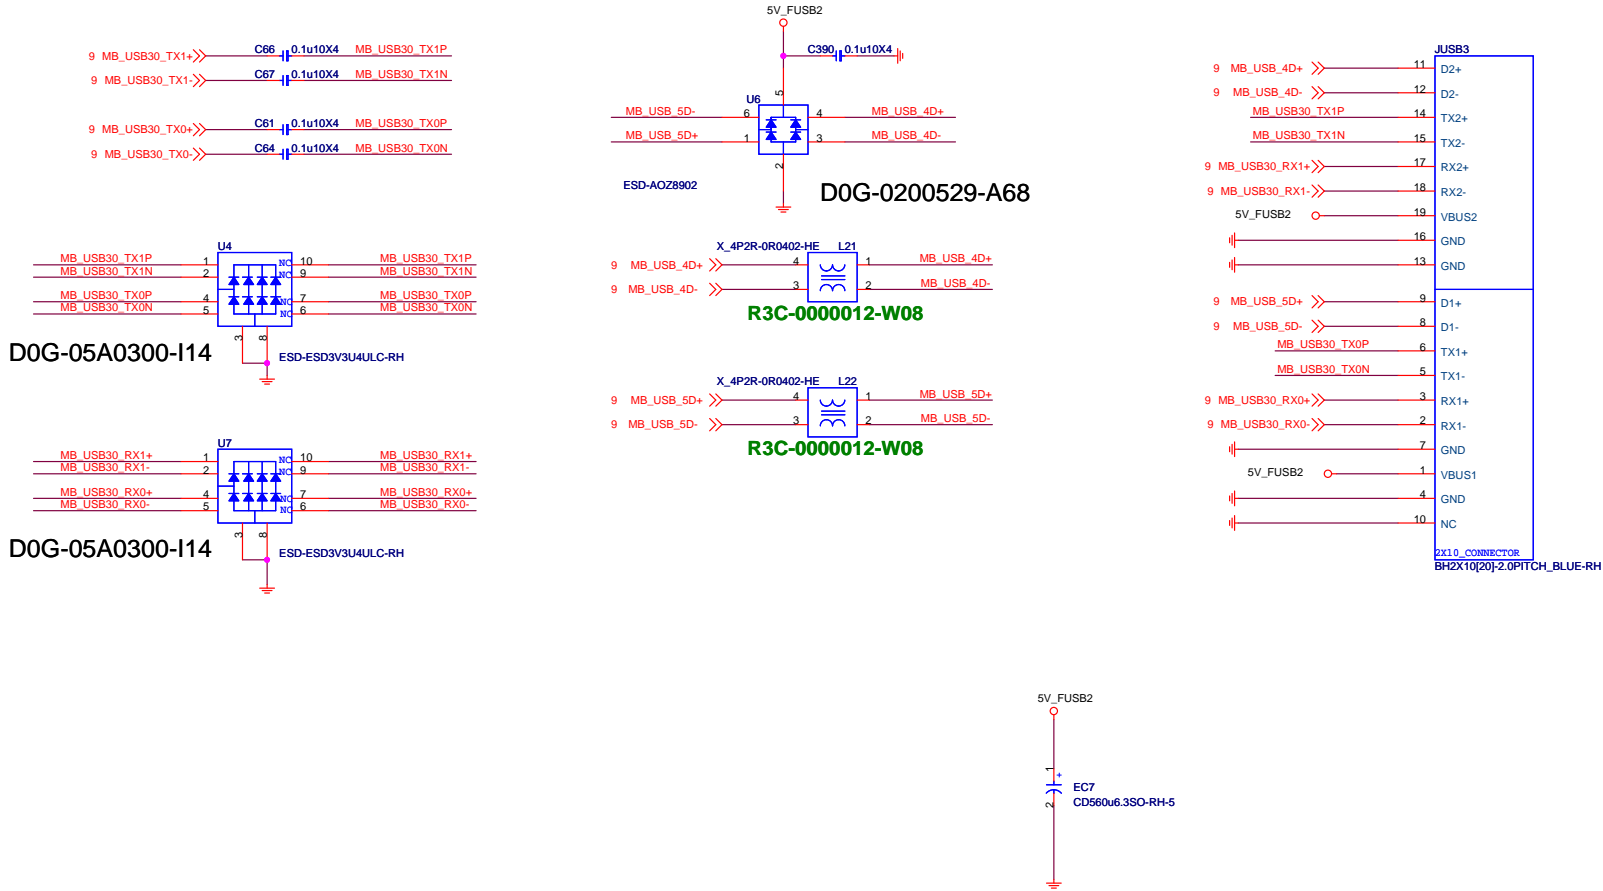 9 MB_USB30_TX1+ C66 0.1u10X4 MB_USB30_TX1P
9 MB_USB30_TX1- C67 0.1u10X4 MB_USB30_TX1N
9 MB_USB30_TX0+ C61 0.1u10X4 MB_USB30_TX0P
9 MB_USB30_TX0- C64 0.1u10X4 MB_USB30_TX0N
U4
MB_USB30_TX1P 1 NC 10 MB_USB30_TX1P
MB_USB30_TX1N 2 NC 9 MB_USB30_TX1N
MB_USB30_TX0P 4 NC 7 MB_USB30_TX0P
MB_USB30_TX0N 5 NC 6 MB_USB30_TX0N
3 8
D0G-05A0300-I14
ESD-ESD3V3U4ULC-RH
U7
MB_USB30_RX1+ 1 NC 10 MB_USB30_RX1+
MB_USB30_RX1- 2 NC 9 MB_USB30_RX1-
MB_USB30_RX0+ 4 NC 7 MB_USB30_RX0+
MB_USB30_RX0- 5 NC 6 MB_USB30_RX0-
3 8
D0G-05A0300-I14
ESD-ESD3V3U4ULC-RH
5V_FUSB2
C390 0.1u10X4
U6
5
MB_USB_5D- 6 4 MB_USB_4D+
MB_USB_5D+ 1 3 MB_USB_4D-
2
ESD-AOZ8902
D0G-0200529-A68
X_4P2R-0R0402-HE L21
9 MB_USB_4D+ 4 1 MB_USB_4D+
9 MB_USB_4D- 3 2 MB_USB_4D-
R3C-0000012-W08
X_4P2R-0R0402-HE L22
9 MB_USB_5D+ 4 1 MB_USB_5D+
9 MB_USB_5D- 3 2 MB_USB_5D-
R3C-0000012-W08
JUSB3
9 MB_USB_4D+ 11 D2+
9 MB_USB_4D- 12 D2-
MB_USB30_TX1P 14 TX2+
MB_USB30_TX1N 15 TX2-
9 MB_USB30_RX1+ 17 RX2+
9 MB_USB30_RX1- 18 RX2-
5V_FUSB2 19 VBUS2
16 GND
13 GND
9 MB_USB_5D+ 9 D1+
9 MB_USB_5D- 8 D1-
MB_USB30_TX0P 6 TX1+
MB_USB30_TX0N 5 TX1-
9 MB_USB30_RX0+ 3 RX1+
9 MB_USB30_RX0- 2 RX1-
7 GND
5V_FUSB2 1 VBUS1
4 GND
10 NC
2X10_CONNECTOR
BH2X10[20]-2.0PITCH_BLUE-RH
5V_FUSB2
1 +
EC7
2 CD560u6.3SO-RH-5